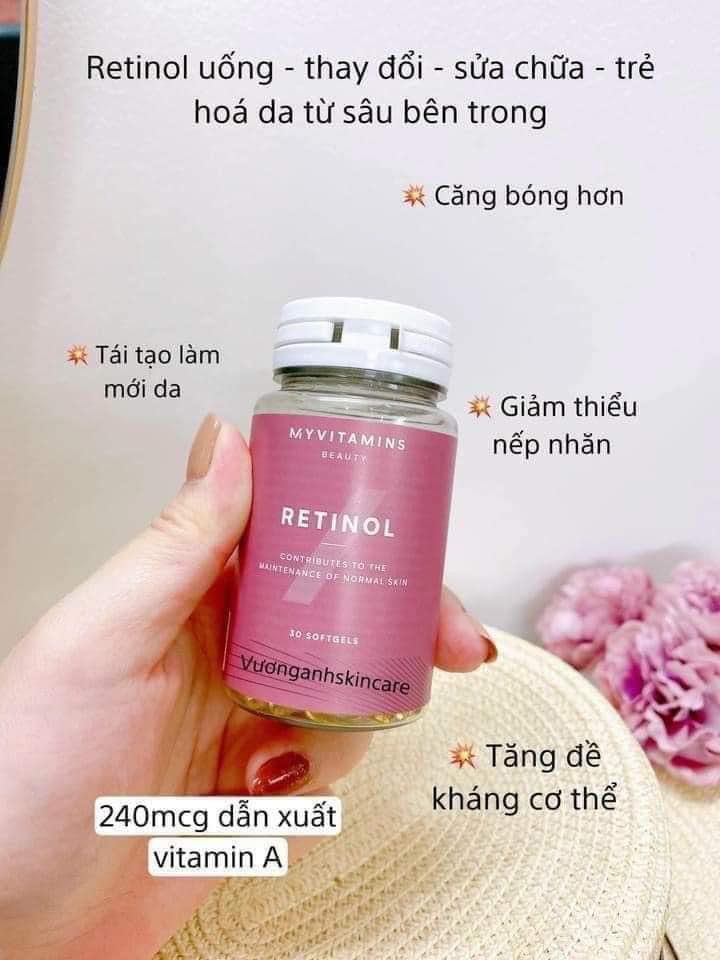 Retinol uống - thay đổi - sửa chữa - trẻ
hoá da từ sâu bên trong
💥 Căng bóng hơn
💥 Tái tạo làm
mới da
💥 Giảm thiểu
nếp nhăn
MYVITAMINS
BEAUTY
RETINOL
CONTRIBUTES TO THE
MAINTENANCE OF NORMAL SKIN
30 SOFTGELS
Vươnganhskincare
💥 Tăng đề
kháng cơ thể
240mcg dẫn xuất
vitamin A